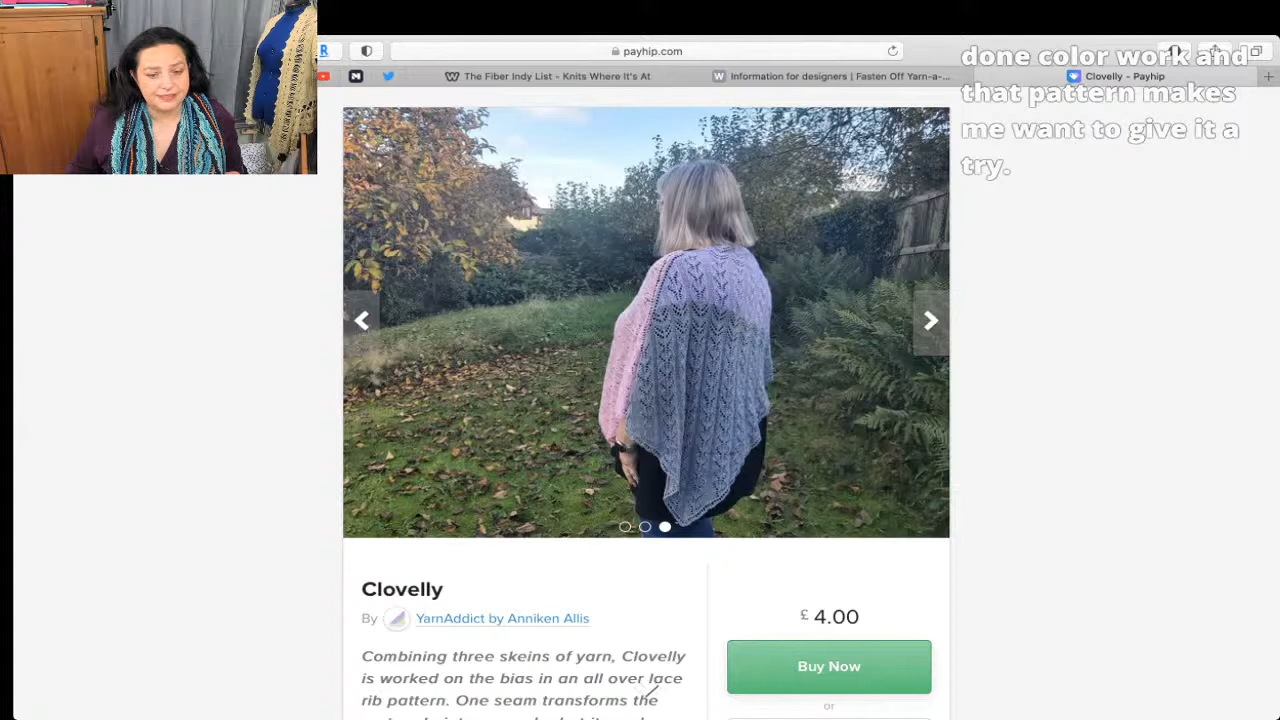 R
payhip.com
M
W The Fiber Indy List - Knits Where It's At
W Information for designers | Fasten Off Yarn-a-...
Clovelly - Payhip
done color work and
that pattern makes
me want to give it a
try.
Clovelly
By YarnAddict by Anniken Allis
Combining three skeins of yarn, Clovelly
is worked on the bias in an all over lace
rib pattern. One seam transforms the
£ 4.00
Buy Now
or